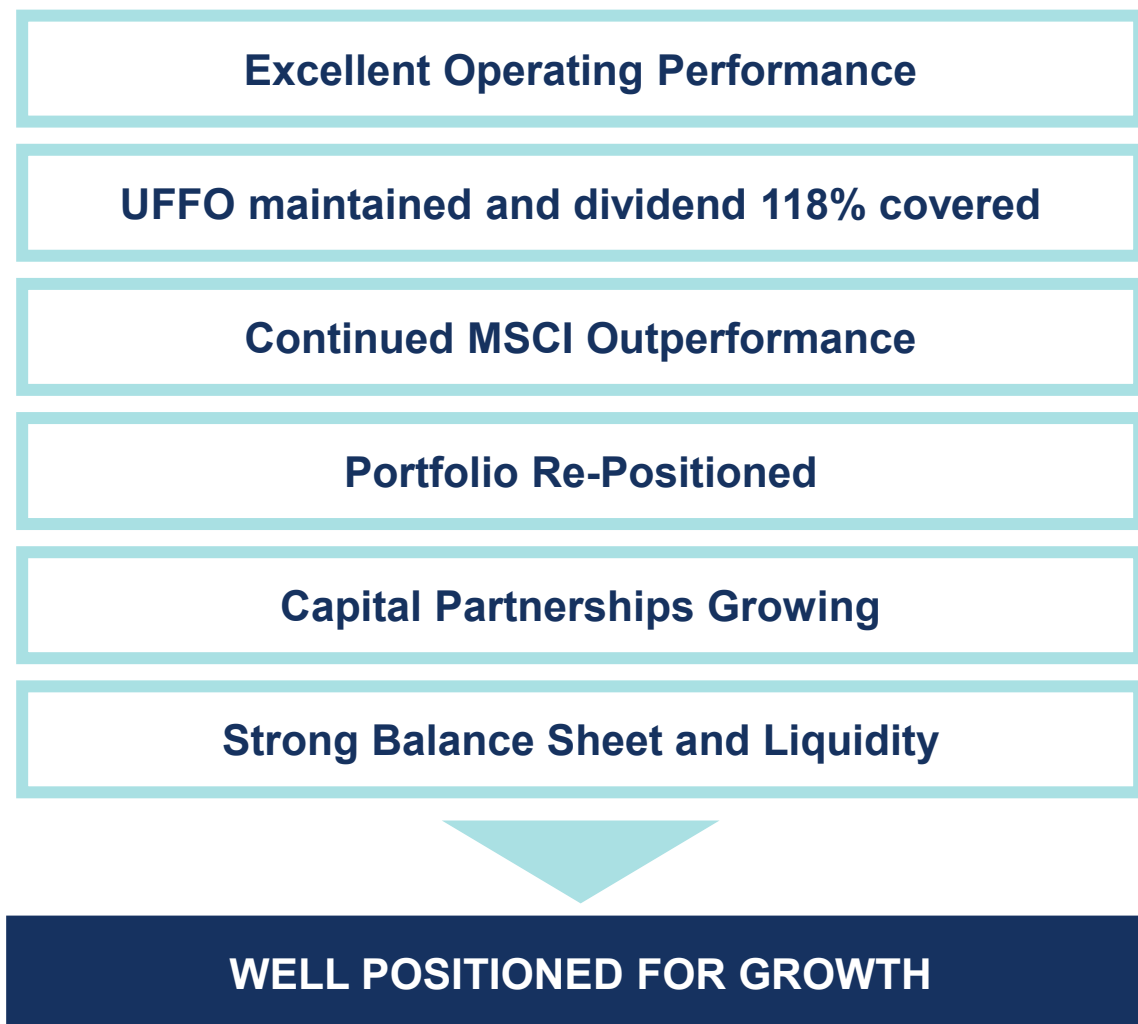 Excellent Operating Performance
UFFO maintained and dividend 118% covered
Continued MSCI Outperformance
Portfolio Re-Positioned
Capital Partnerships Growing
Strong Balance Sheet and Liquidity
WELL POSITIONED FOR GROWTH